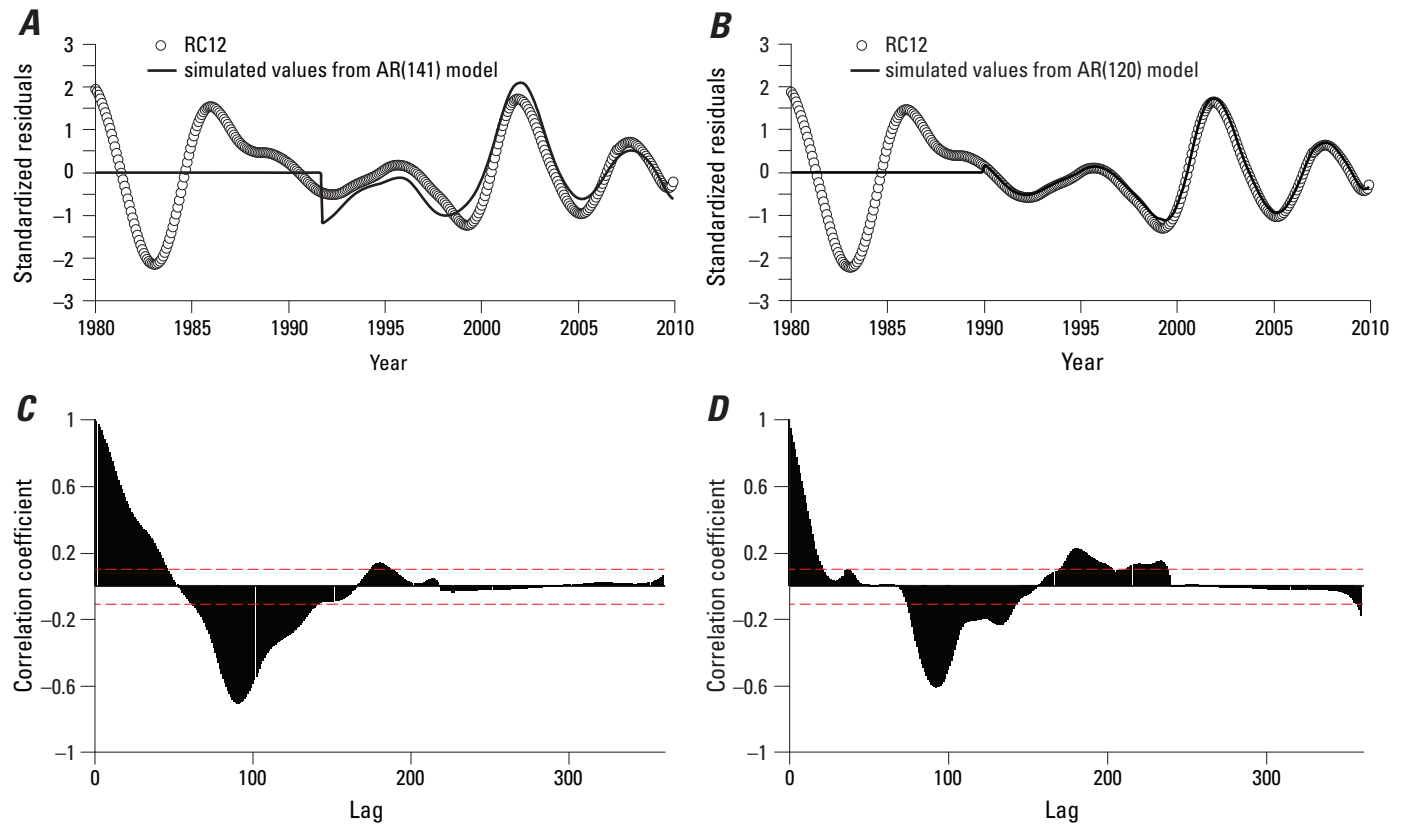 A
RC12
simulated values from AR(141) model
Standardized residuals
3
2
1
0
–1
–2
–3
1980 1985 1990 1995 2000 2005 2010
Year
B
RC12
simulated values from AR(120) model
Standardized residuals
3
2
1
0
–1
–2
–3
1980 1985 1990 1995 2000 2005 2010
Year
C
Correlation coefficient
1
0.6
0.2
–0.2
–0.6
–1
0 100 200 300
Lag
D
Correlation coefficient
1
0.6
0.2
–0.2
–0.6
–1
0 100 200 300
Lag